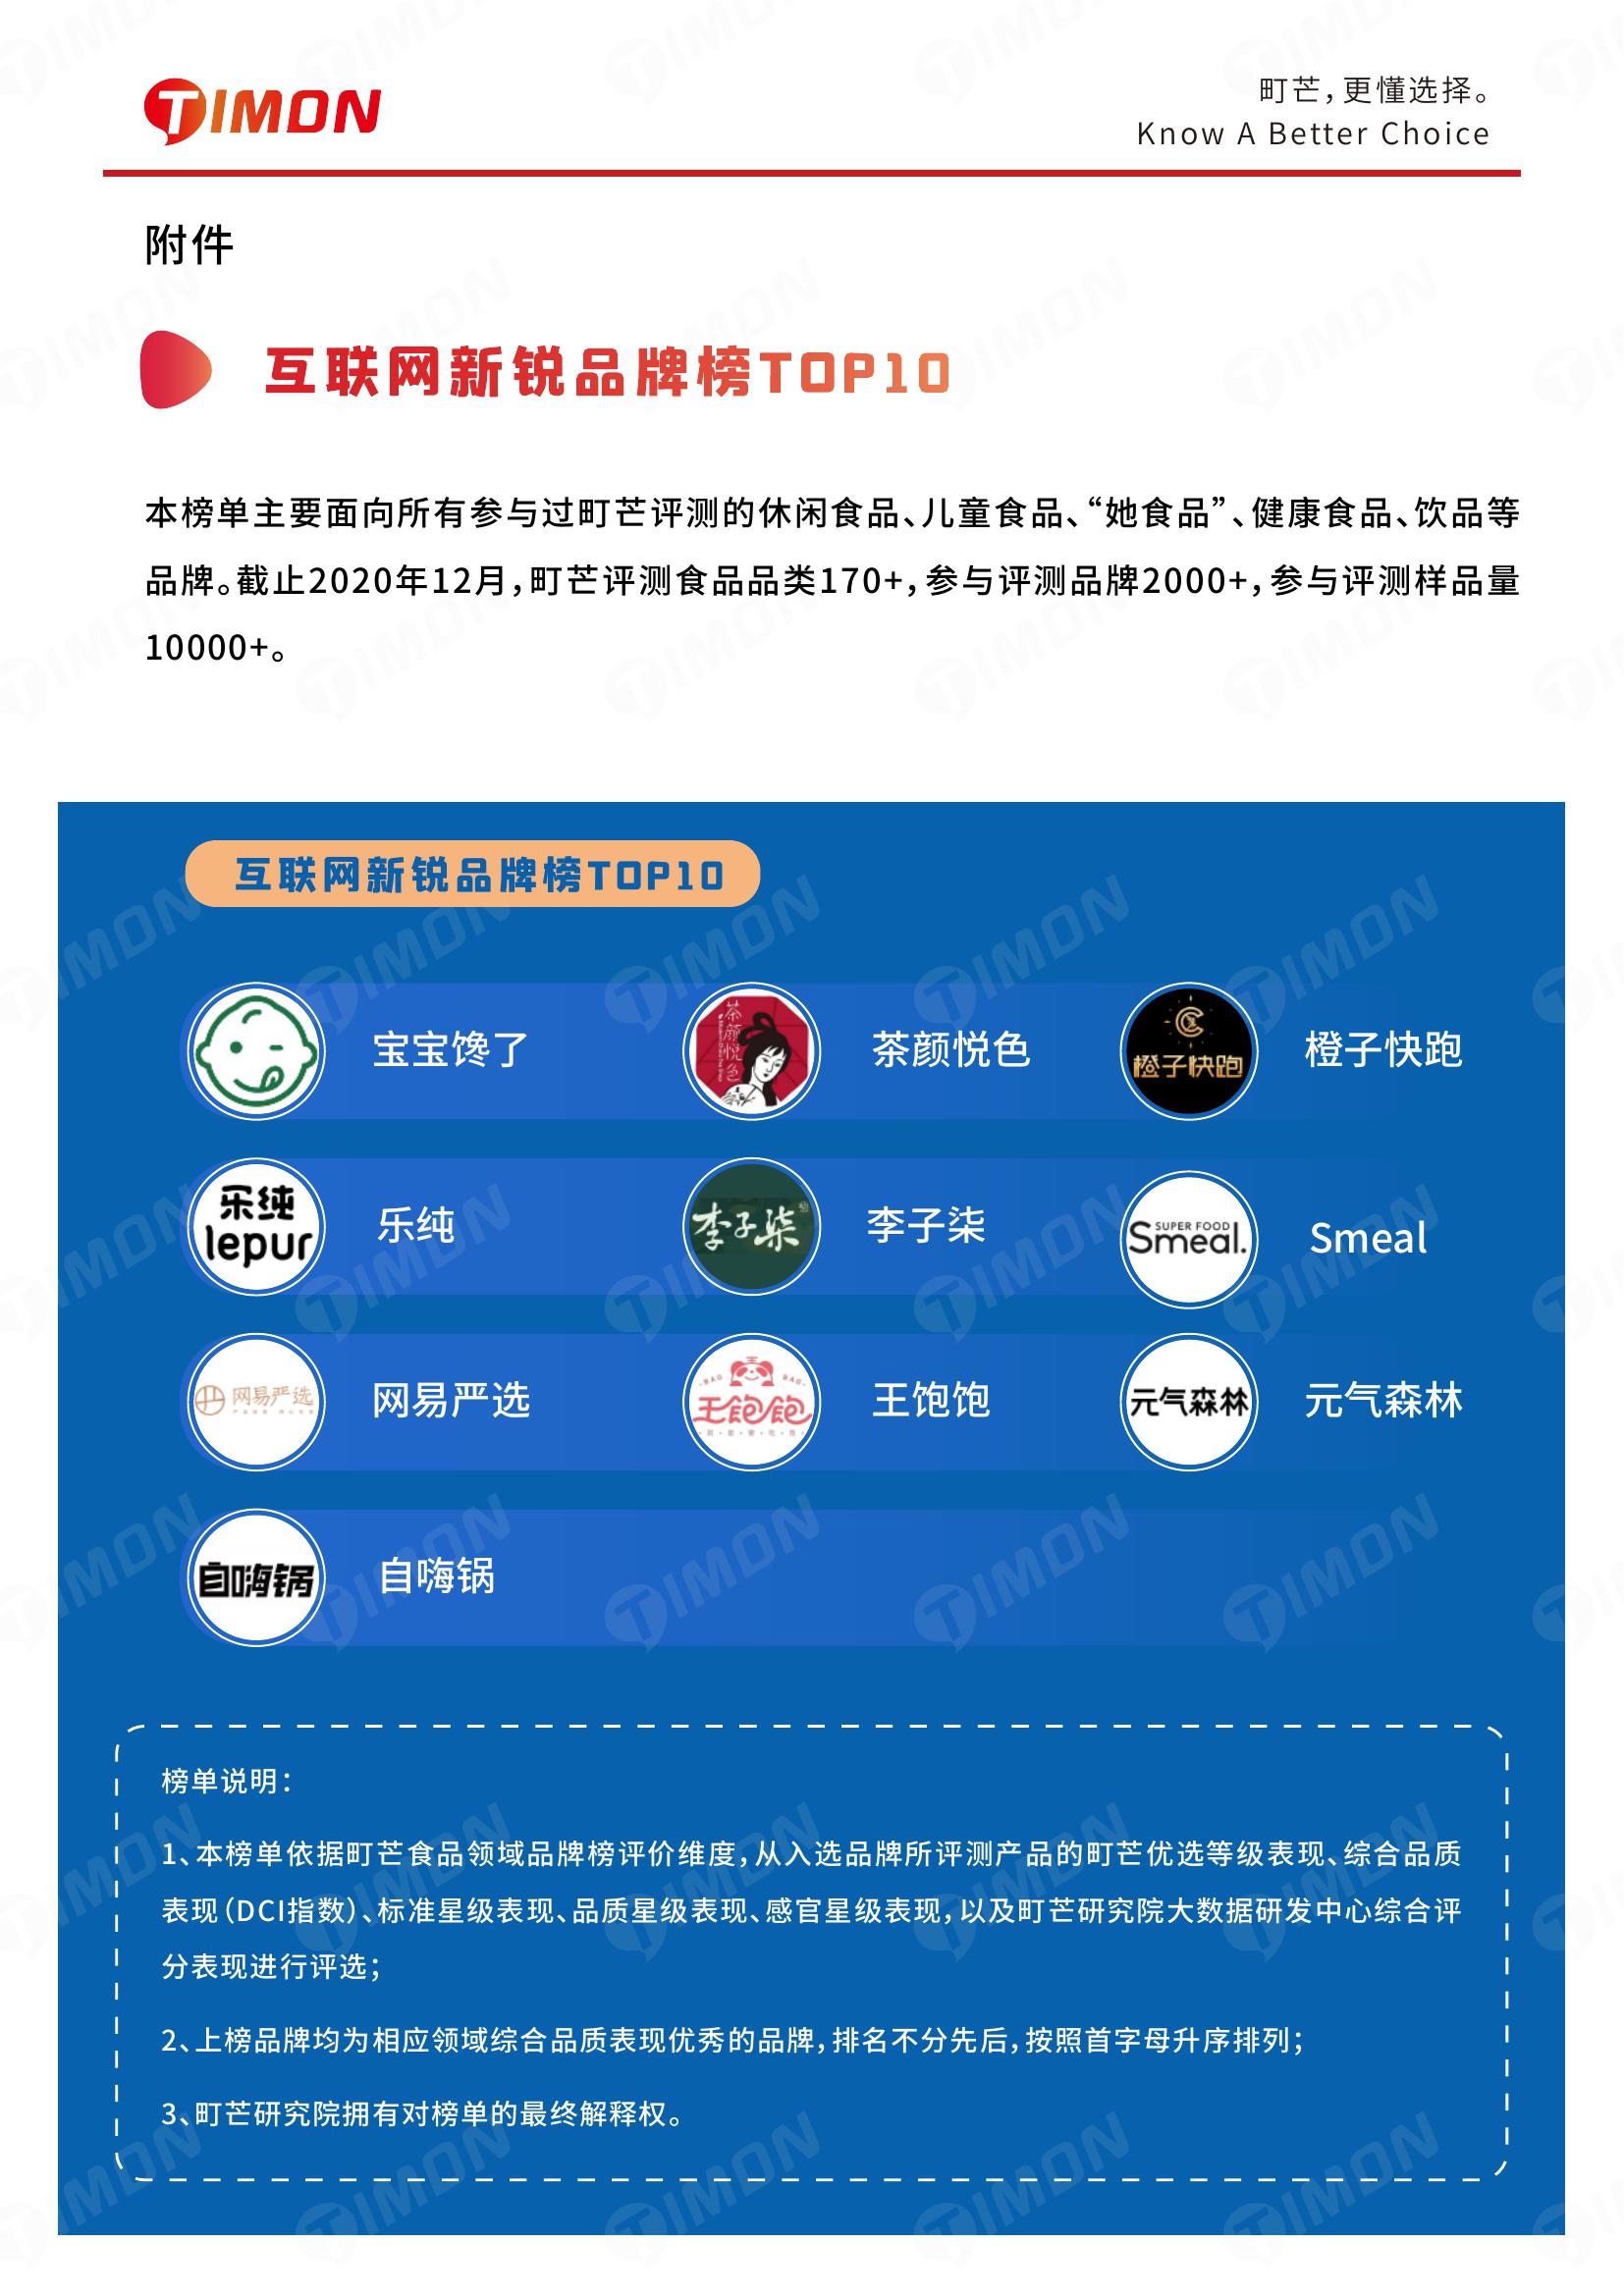 TIMON
町芒，更懂选择。
Know A Better Choice
附件
互联网新锐品牌榜TOP10
本榜单主要面向所有参与过町芒评测的休闲食品、儿童食品、“她食品”、健康食品、饮品等
品牌。截止2020年12月，町芒评测食品品类170+，参与评测品牌2000+，参与评测样品量
10000+。
互联网新锐品牌榜TOP10
宝宝馋了
茶颜悦色
茶颜悦色
橙子快跑
橙子快跑
乐纯
lepur
乐纯
李子柒
李子柒
SUPER FOOD
Smeal.
Smeal
网易严选
网易严选
BAO BAO
王饱饱
王饱饱
元气森林
元气森林
自嗨锅
自嗨锅
榜单说明：
1、本榜单依据町芒食品领域品牌榜评价维度，从入选品牌所评测产品的町芒优选等级表现、综合品质
表现（DCI指数）、标准星级表现、品质星级表现、感官星级表现，以及町芒研究院大数据研发中心综合评
分表现进行评选；
2、上榜品牌均为相应领域综合品质表现优秀的品牌，排名不分先后，按照首字母升序排列；
3、町芒研究院拥有对榜单的最终解释权。